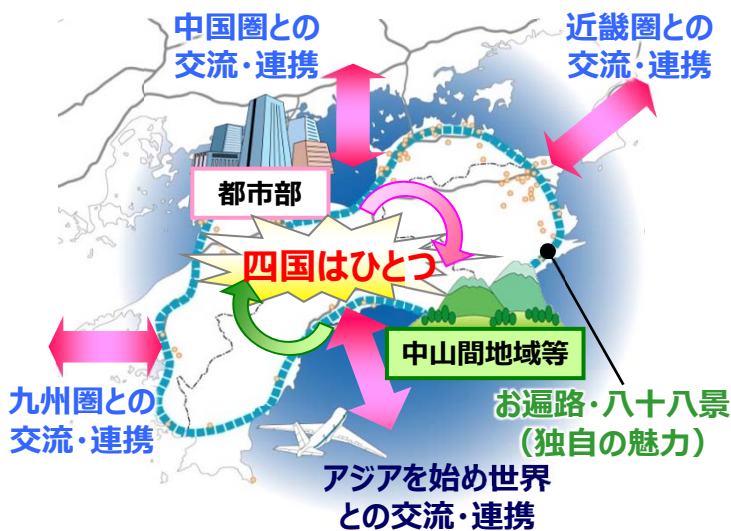 中国圏との
交流・連携
近畿圏との
交流・連携
都市部
四国はひとつ
中山間地域等
九州圏との
交流・連携
お遍路・八十八景
（独自の魅力）
アジアを始め世界
との交流・連携